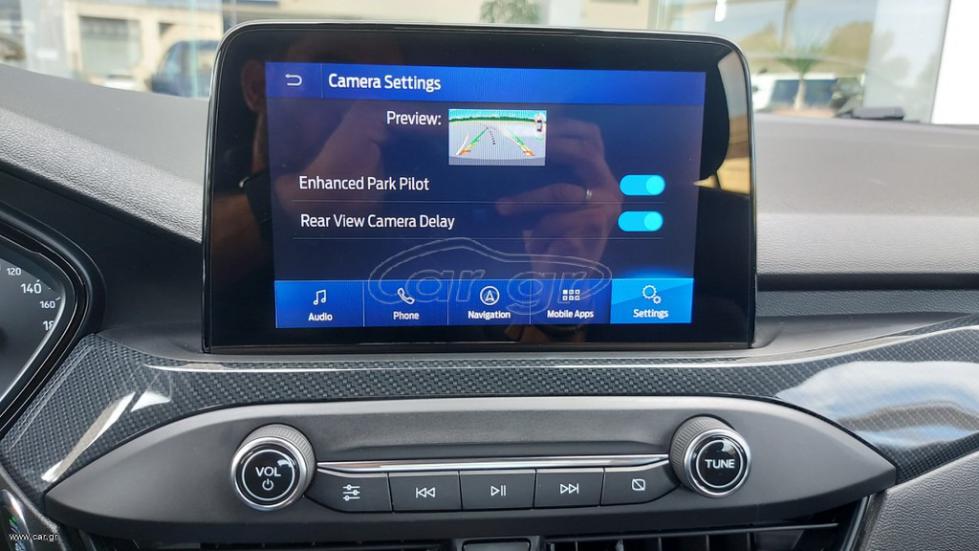 Camera Settings
Preview:
Enhanced Park Pilot
Rear View Camera Delay
car.gr
Audio
Phone
Navigation
Mobile Apps
Settings
120
140
160
VOL
TUNE
www.car.gr